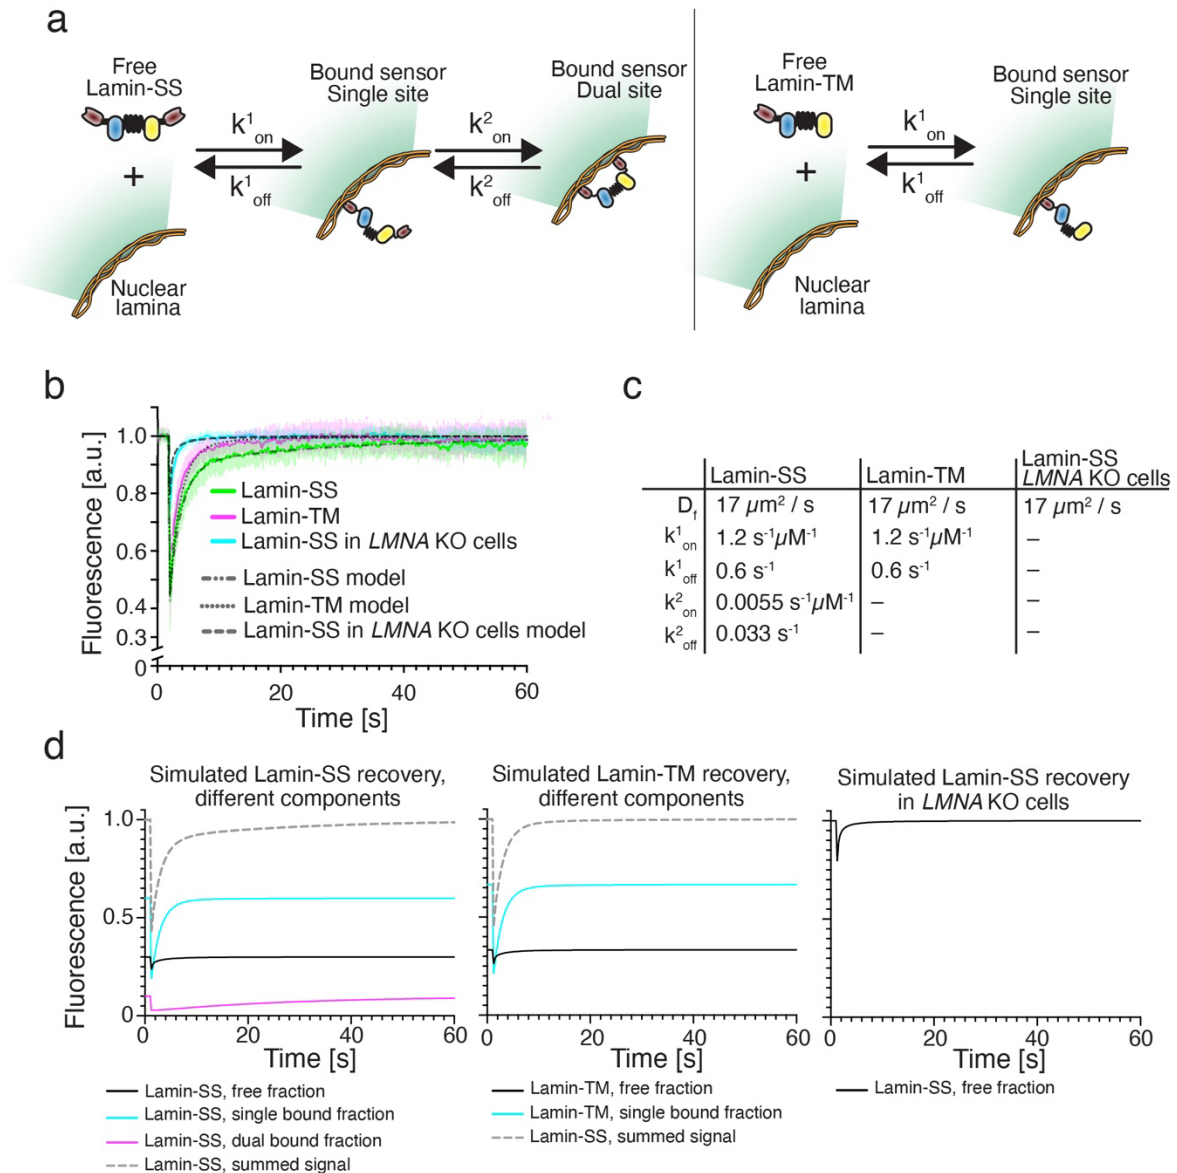 a
Free
Lamin-SS
+
Nuclear
lamina
k¹on
k¹off
Bound sensor
Single site
k²on
k²off
Bound sensor
Dual site
Free
Lamin-TM
+
Nuclear
lamina
k¹on
k¹off
Bound sensor
Single site
b
Fluorescence [a.u.]
1.0
0.8
0.6
0.4
0.3
0
Lamin-SS
Lamin-TM
Lamin-SS in LMNA KO cells
Lamin-SS model
Lamin-TM model
Lamin-SS in LMNA KO cells model
0 20 40 60
Time [s]
c
Lamin-SS Lamin-TM Lamin-SS
LMNA KO cells
Df 17 µm² / s 17 µm² / s 17 µm² / s
k¹on 1.2 s⁻¹µM⁻¹ 1.2 s⁻¹µM⁻¹ –
k¹off 0.6 s⁻¹ 0.6 s⁻¹ –
k²on 0.0055 s⁻¹µM⁻¹ – –
k²off 0.033 s⁻¹ – –
d
Simulated Lamin-SS recovery,
different components
Fluorescence [a.u.]
1.0
0.5
0
0 20 40 60
Time [s]
Lamin-SS, free fraction
Lamin-SS, single bound fraction
Lamin-SS, dual bound fraction
Lamin-SS, summed signal
Simulated Lamin-TM recovery,
different components
0 20 40 60
Time [s]
Lamin-TM, free fraction
Lamin-TM, single bound fraction
Lamin-SS, summed signal
Simulated Lamin-SS recovery
in LMNA KO cells
0 20 40 60
Time [s]
Lamin-SS, free fraction